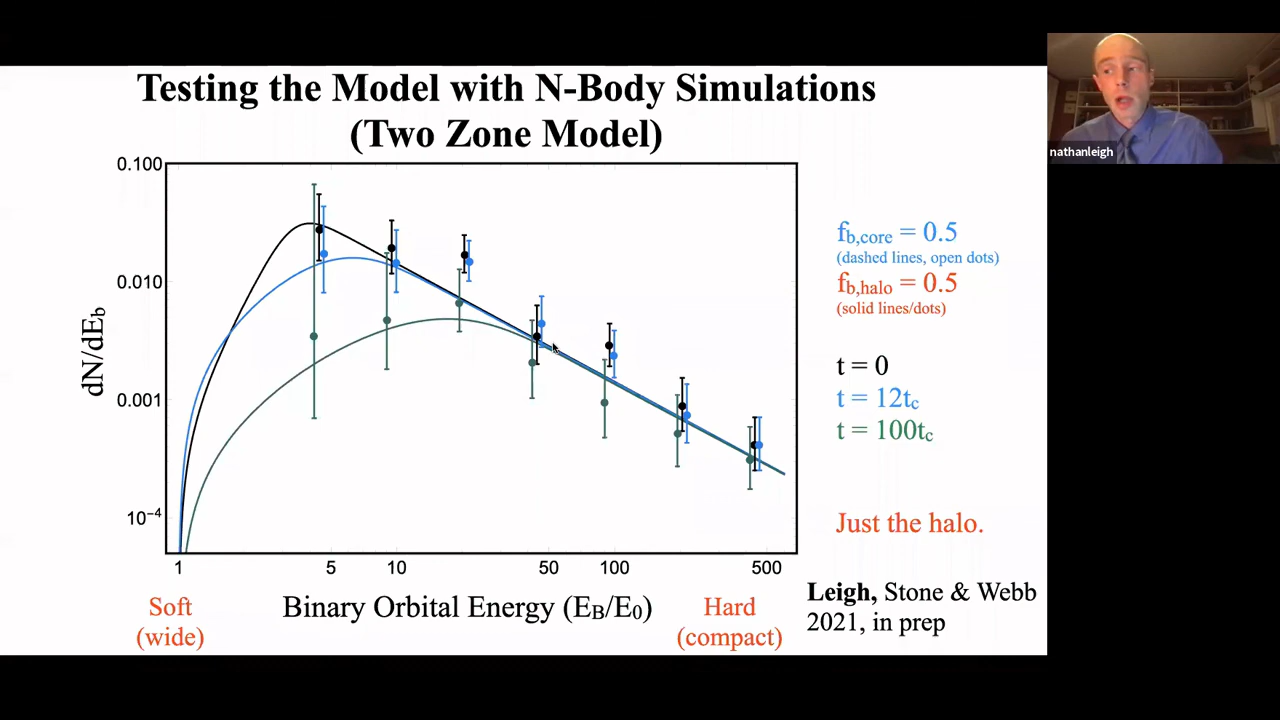 Testing the Model with N-Body Simulations
(Two Zone Model)
nathanleigh
0.100
0.010
0.001
10⁻⁴
dN/dE_b
1 5 10 50 100 500
Binary Orbital Energy (E_B/E_0)
Soft
(wide)
Hard
(compact)
f_b,core = 0.5
(dashed lines, open dots)
f_b,halo = 0.5
(solid lines/dots)
t = 0
t = 12t_c
t = 100t_c
Just the halo.
Leigh, Stone & Webb
2021, in prep